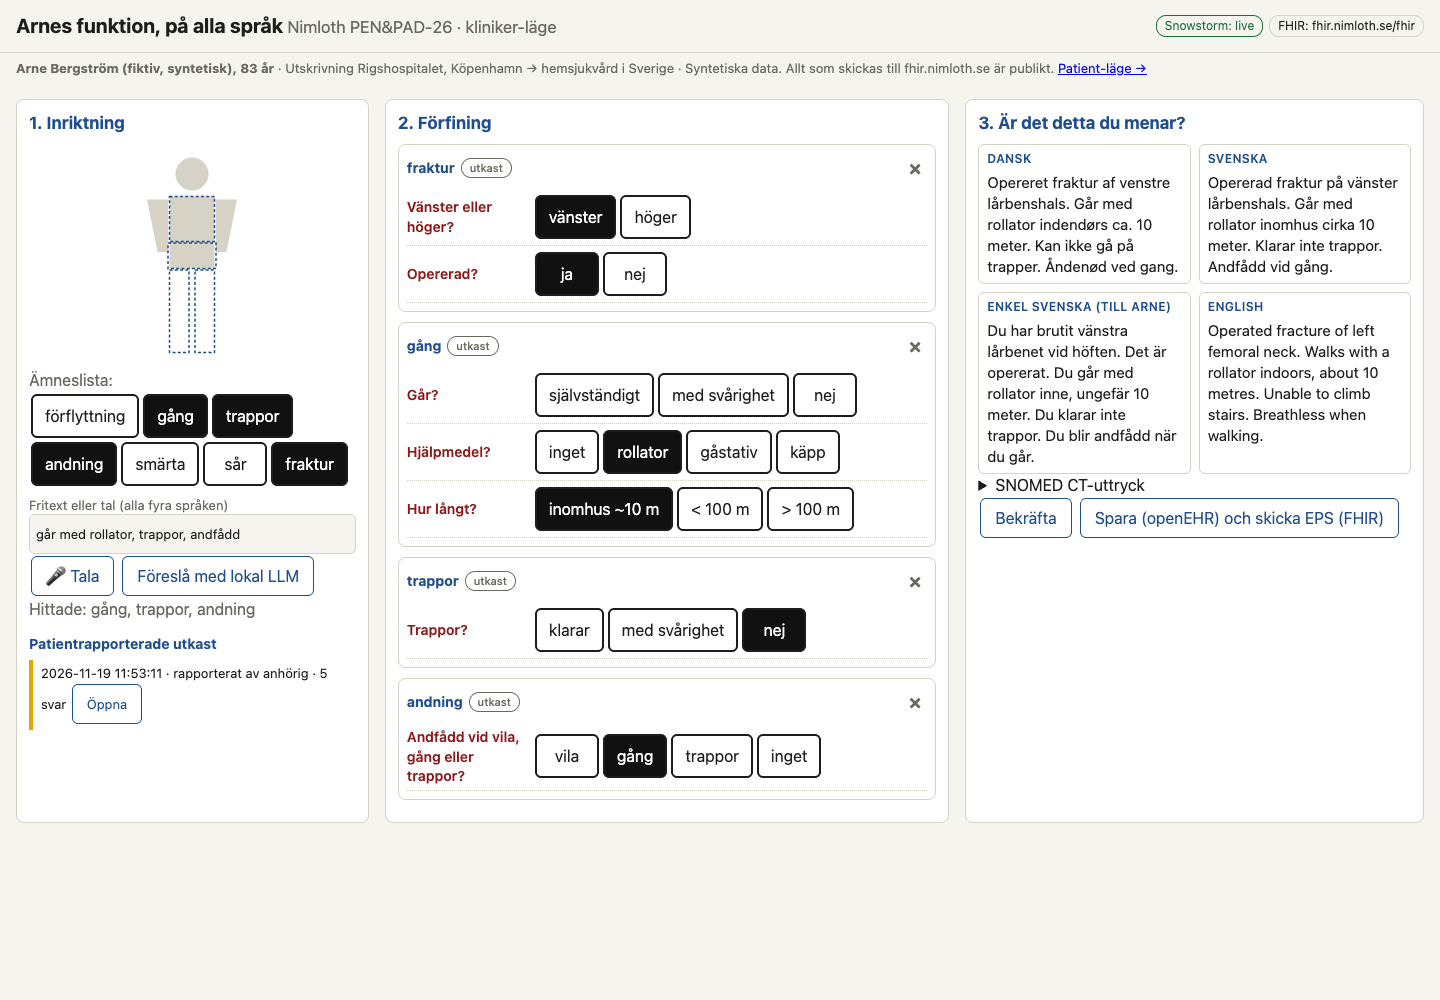 Arnes funktion, på alla språk Nimloth PEN&PAD-26 · kliniker-läge
Snowstorm: live
FHIR: fhir.nimloth.se/fhir
Arne Bergström (fiktiv, syntetisk), 83 år · Utskrivning Rigshospitalet, Köpenhamn → hemsjukvård i Sverige · Syntetiska data. Allt som skickas till fhir.nimloth.se är publikt. Patient-läge →
1. Inriktning
Ämneslista:
förflyttning gång trappor
andning smärta sår fraktur
Fritext eller tal (alla fyra språken)
går med rollator, trappor, andfådd
🎤 Tala Föreslå med lokal LLM
Hittade: gång, trappor, andning
Patientrapporterade utkast
2026-11-19 11:53:11 · rapporterat av anhörig · 5
svar Öppna
2. Förfining
fraktur utkast ×
Vänster eller
höger?
vänster höger
Opererad? ja nej
gång utkast ×
Går? självständigt med svårighet nej
Hjälpmedel? inget rollator gåstativ käpp
Hur långt? inomhus ~10 m < 100 m > 100 m
trappor utkast ×
Trappor? klarar med svårighet nej
andning utkast ×
Andfådd vid vila,
gång eller
trappor?
vila gång trappor inget
3. Är det detta du menar?
DANSK
Opereret fraktur af venstre
lårbenshals. Går med
rollator indendørs ca. 10
meter. Kan ikke gå på
trapper. Åndenød ved gang.
SVENSKA
Opererad fraktur på vänster
lårbenshals. Går med
rollator inomhus cirka 10
meter. Klarar inte trappor.
Andfådd vid gång.
ENKEL SVENSKA (TILL ARNE)
Du har brutit vänstra
lårbenet vid höften. Det är
opererat. Du går med
rollator inne, ungefär 10
meter. Du klarar inte
trappor. Du blir andfådd när
du går.
ENGLISH
Operated fracture of left
femoral neck. Walks with a
rollator indoors, about 10
metres. Unable to climb
stairs. Breathless when
walking.
▶ SNOMED CT-uttryck
Bekräfta Spara (openEHR) och skicka EPS (FHIR)